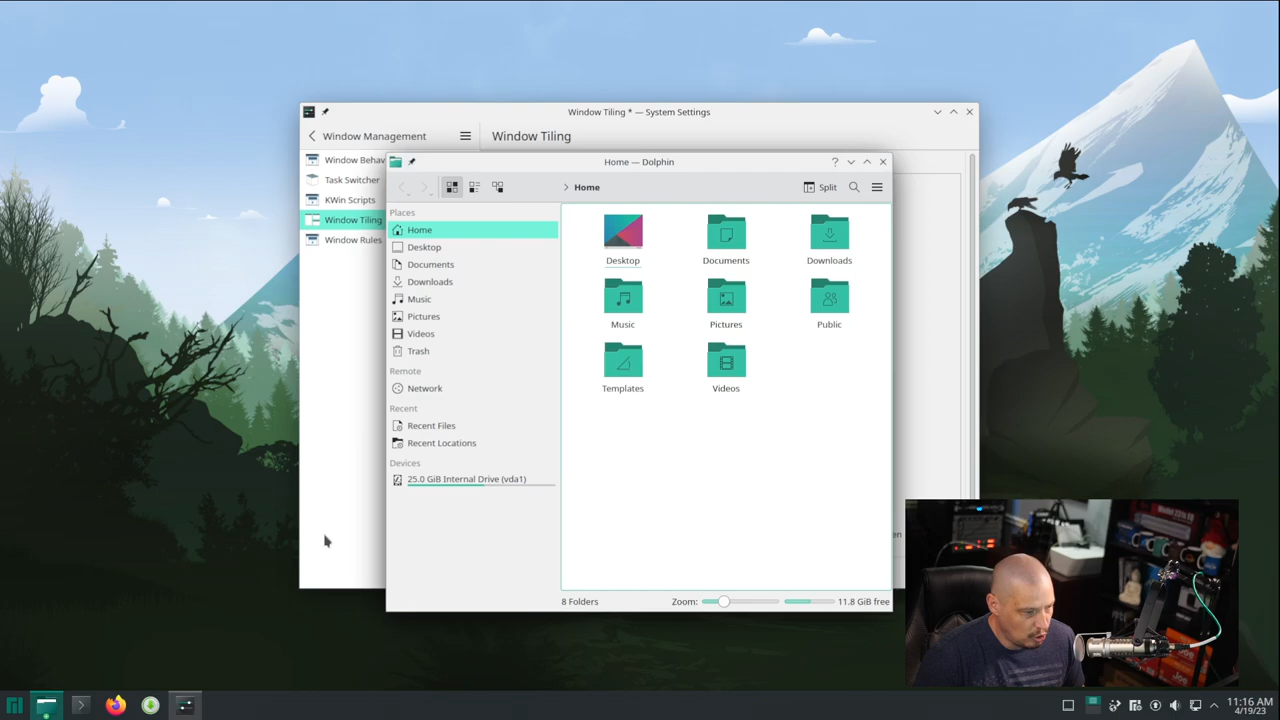 Window Tiling * — System Settings
Window Management
Window Tiling
Window Behav
Task Switcher
KWin Scripts
Window Tiling
Window Rules
Home — Dolphin
?
Home
Split
Places
Home
Desktop
Documents
Downloads
Music
Pictures
Videos
Trash
Remote
Network
Recent
Recent Files
Recent Locations
Devices
25.0 GiB Internal Drive (vda1)
Desktop
Documents
Downloads
Music
Pictures
Public
Templates
Videos
8 Folders
Zoom:
11.8 GiB free
en
11:16 AM
4/19/23